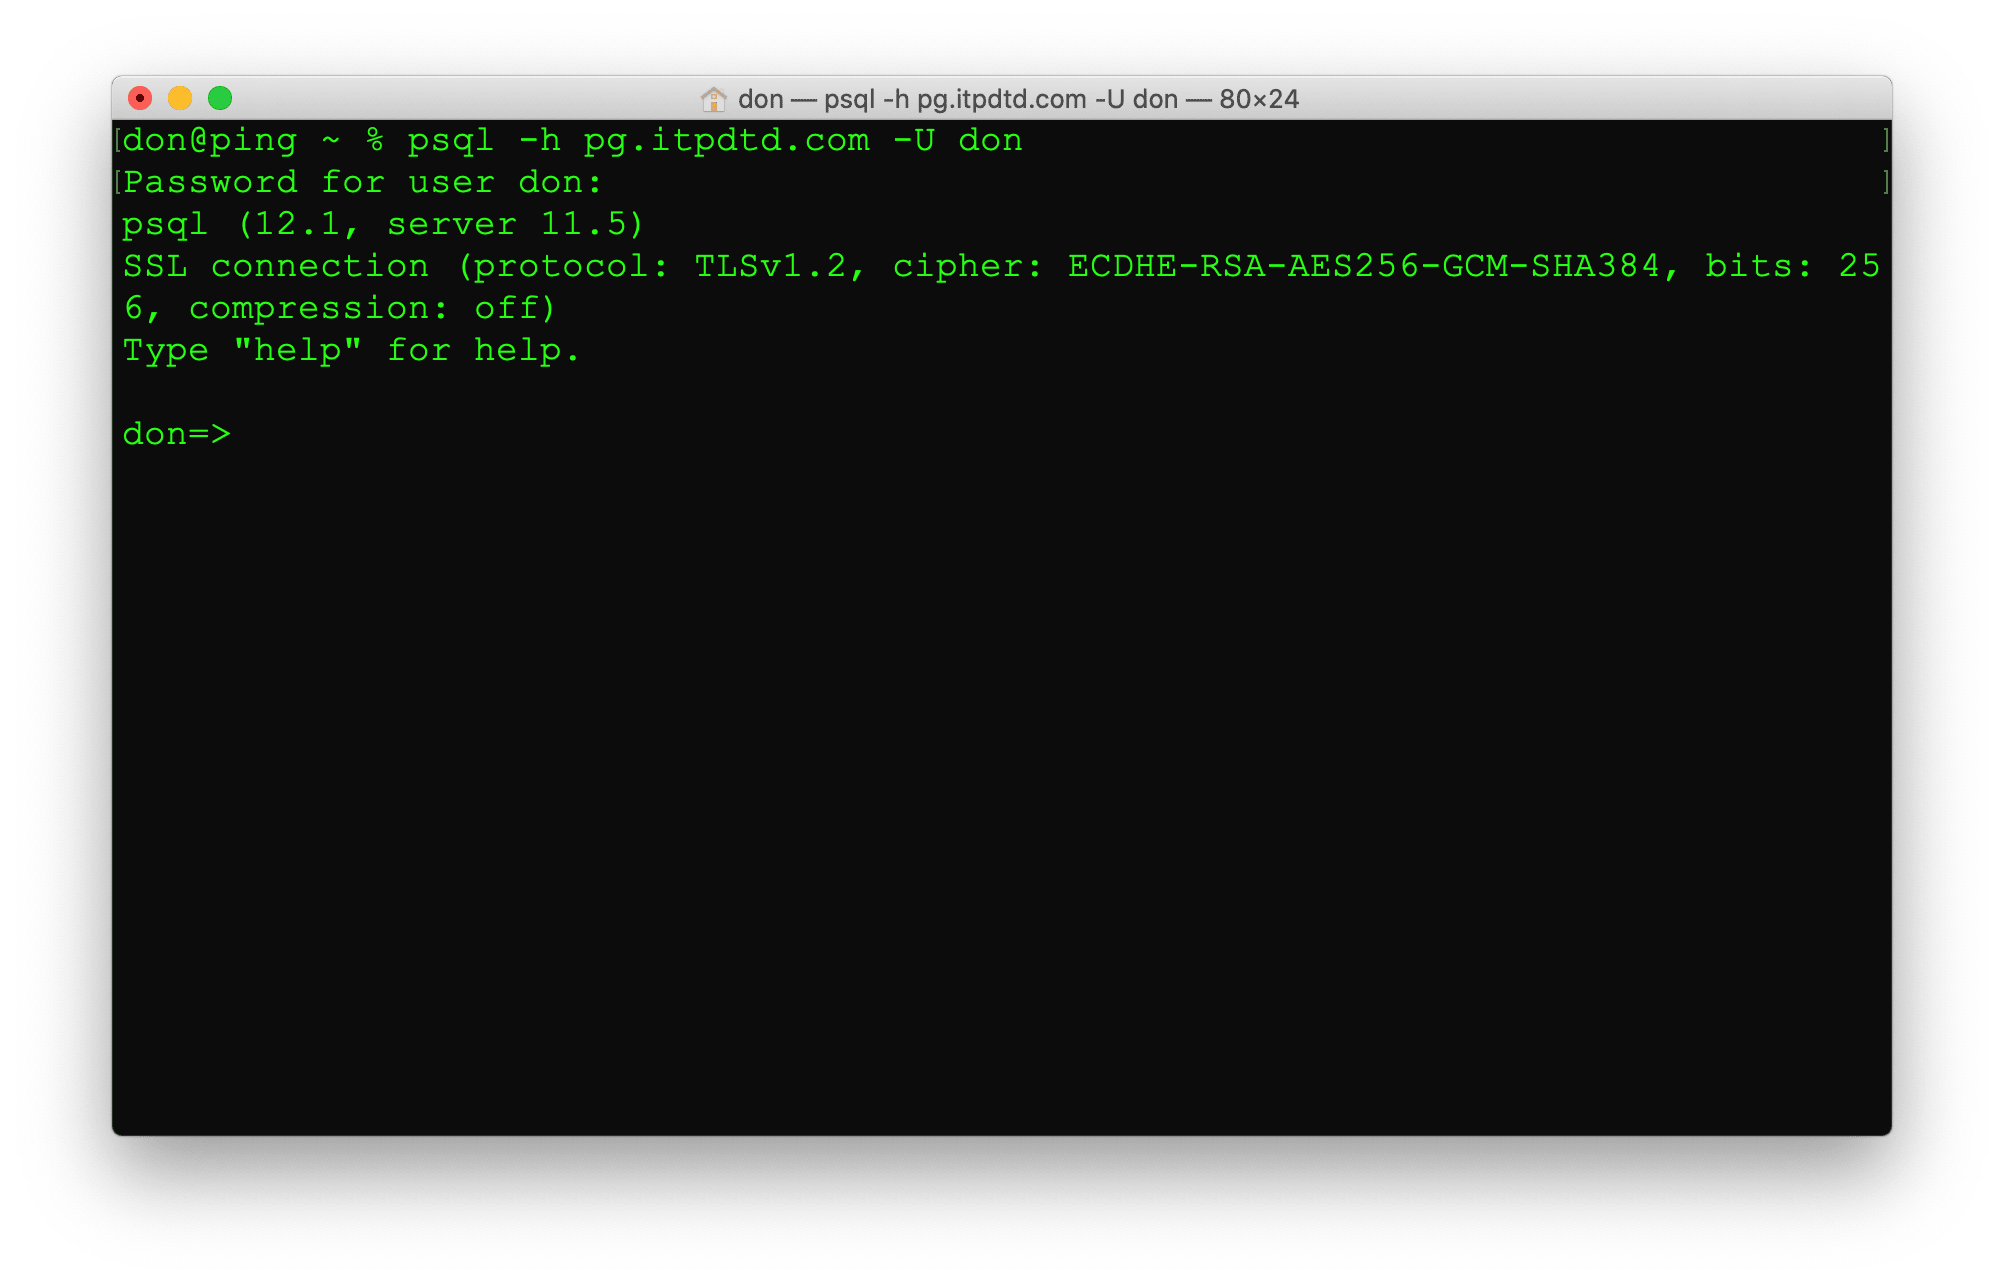 don — psql -h pg.itpdtd.com -U don — 80×24
[don@ping ~ % psql -h pg.itpdtd.com -U don ]
[Password for user don: ]
psql (12.1, server 11.5)
SSL connection (protocol: TLSv1.2, cipher: ECDHE-RSA-AES256-GCM-SHA384, bits: 25
6, compression: off)
Type "help" for help.
don=>